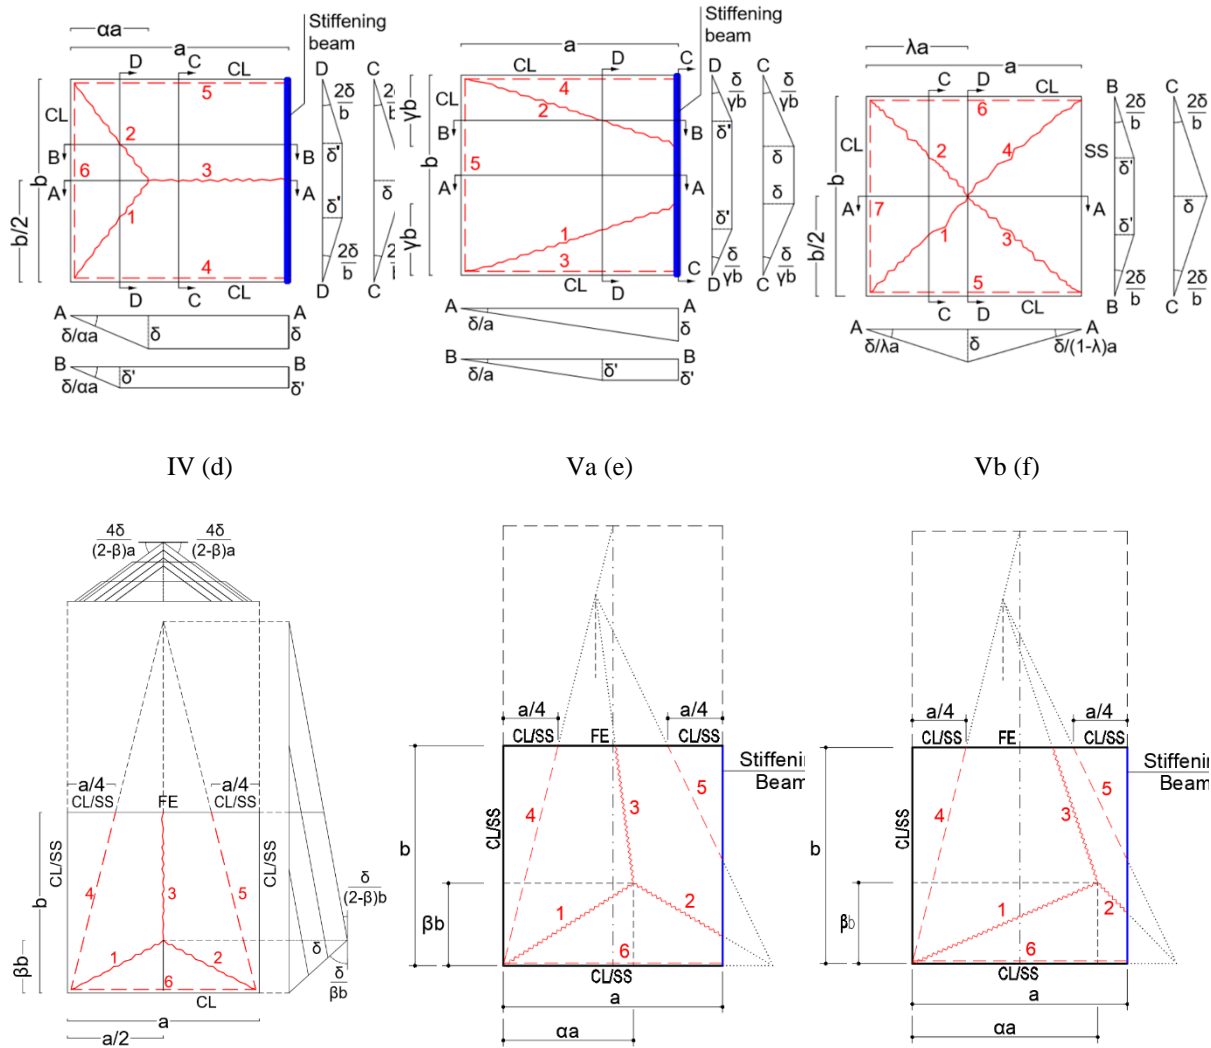 αa
a
Stiffening
beam
D
C
CL
5
b
CL
2
B
B
6
3
A
A
b/2
1
4
D
C
CL
D
C
2δ
b
δ'
δ
δ'
2δ
b
D
C
A
A
δ/αa
δ
δ
B
B
δ/αa
δ'
δ'
a
Stiffening
beam
C
CL
D
4
γb
CL
2
B
B
b
5
A
A
γb
1
3
CL
D
C
D
C
δ
γb
δ
γb
δ'
δ
δ
δ'
δ
γb
δ
γb
D
C
A
A
δ/a
δ
B
B
δ/a
δ'
δ'
λa
a
C
D
CL
6
CL
2
4
SS
b
A
A
7
b/2
1
3
5
C
D
CL
B
C
2δ
b
2δ
b
δ'
δ
δ'
2δ
b
2δ
b
B
C
A
A
δ/λa
δ
δ/(1-λ)a
IV (d)
Va (e)
Vb (f)
4δ
(2-β)a
4δ
(2-β)a
a/4
CL/SS
FE
a/4
CL/SS
CL/SS
CL/SS
b
4
3
5
βb
1
2
6
CL
a
a/2
δ
(2-β)b
δ
δ
βb
a/4
CL/SS
FE
a/4
CL/SS
Stiffeni
Bea
CL/SS
b
4
3
5
βb
1
2
6
CL/SS
a
αa
a/4
CL/SS
FE
a/4
CL/SS
Stiffeni
Bea
CL/SS
b
4
3
5
βb
1
2
6
CL/SS
a
αa